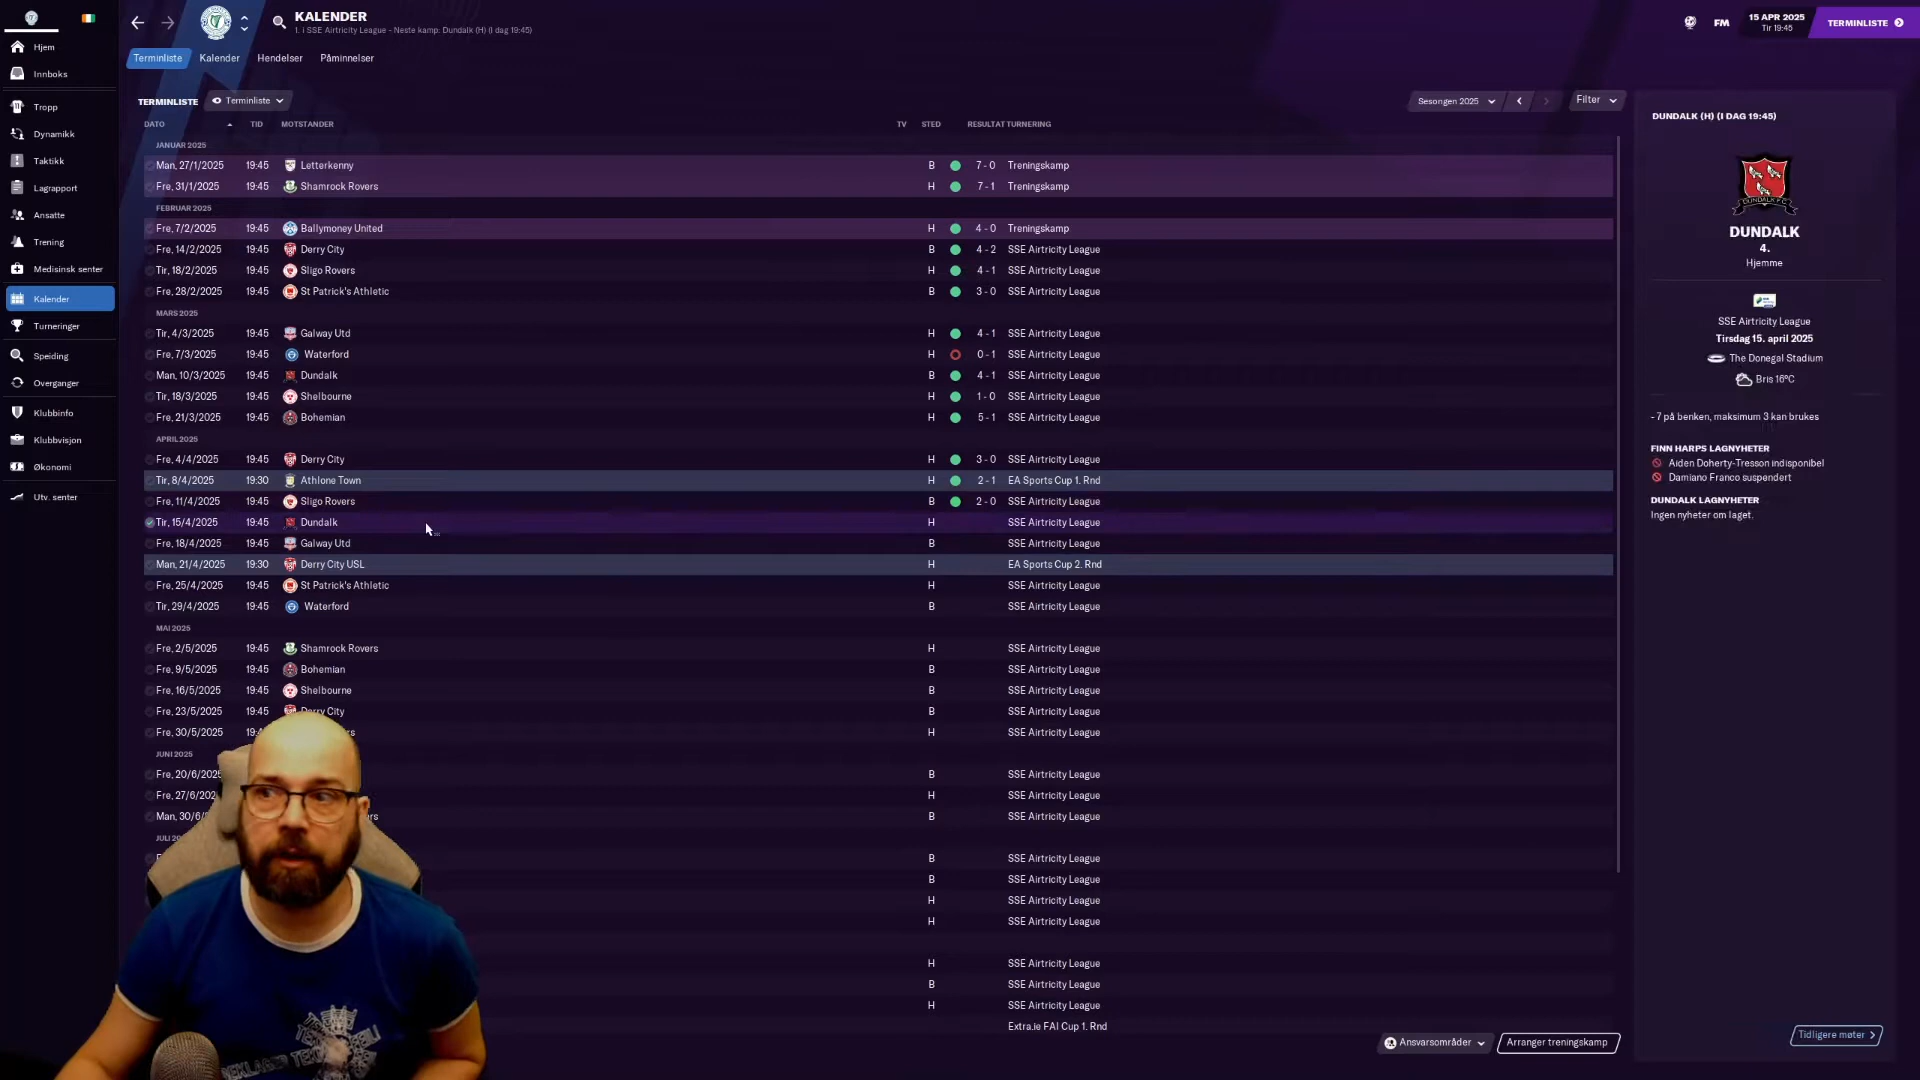 KALENDER
1. i SSE Airtricity League - Neste kamp: Dundalk (H) (I dag 19:45)
FM
15 APR 2025
Tir 19:45
TERMINLISTE
Hjem
Innboks
Tropp
Dynamikk
Taktikk
Lagrapport
Ansatte
Trening
Medisinsk senter
Kalender
Turneringer
Speiding
Overganger
Klubbinfo
Klubbvisjon
Økonomi
Utv. senter
Terminliste Kalender Hendelser Påminnelser
TERMINLISTE Terminliste
Sesongen 2025 Filter
DATO TID MOTSTANDER TV STED RESULTAT TURNERING
JANUAR 2025
Man, 27/1/2025 19:45 Letterkenny B 7 - 0 Treningskamp
Fre, 31/1/2025 19:45 Shamrock Rovers H 7 - 1 Treningskamp
FEBRUAR 2025
Fre, 7/2/2025 19:45 Ballymoney United H 4 - 0 Treningskamp
Fre, 14/2/2025 19:45 Derry City B 4 - 2 SSE Airtricity League
Tir, 18/2/2025 19:45 Sligo Rovers H 4 - 1 SSE Airtricity League
Fre, 28/2/2025 19:45 St Patrick's Athletic B 3 - 0 SSE Airtricity League
MARS 2025
Tir, 4/3/2025 19:45 Galway Utd H 4 - 1 SSE Airtricity League
Fre, 7/3/2025 19:45 Waterford H 0 - 1 SSE Airtricity League
Man, 10/3/2025 19:45 Dundalk B 4 - 1 SSE Airtricity League
Tir, 18/3/2025 19:45 Shelbourne H 1 - 0 SSE Airtricity League
Fre, 21/3/2025 19:45 Bohemian H 5 - 1 SSE Airtricity League
APRIL 2025
Fre, 4/4/2025 19:45 Derry City H 3 - 0 SSE Airtricity League
Tir, 8/4/2025 19:30 Athlone Town H 2 - 1 EA Sports Cup 1. Rnd
Fre, 11/4/2025 19:45 Sligo Rovers B 2 - 0 SSE Airtricity League
Tir, 15/4/2025 19:45 Dundalk H SSE Airtricity League
Fre, 18/4/2025 19:45 Galway Utd B SSE Airtricity League
Man, 21/4/2025 19:30 Derry City USL H EA Sports Cup 2. Rnd
Fre, 25/4/2025 19:45 St Patrick's Athletic H SSE Airtricity League
Tir, 29/4/2025 19:45 Waterford B SSE Airtricity League
MAI 2025
Fre, 2/5/2025 19:45 Shamrock Rovers H SSE Airtricity League
Fre, 9/5/2025 19:45 Bohemian B SSE Airtricity League
Fre, 16/5/2025 19:45 Shelbourne B SSE Airtricity League
Fre, 23/5/2025 19:45 Derry City B SSE Airtricity League
Fre, 30/5/2025 H SSE Airtricity League
JUNI 2025
Fre, 20/6/2025 B SSE Airtricity League
Fre, 27/6/202 H SSE Airtricity League
Man, 30/6/ B SSE Airtricity League
B SSE Airtricity League
B SSE Airtricity League
H SSE Airtricity League
H SSE Airtricity League
H SSE Airtricity League
B SSE Airtricity League
H SSE Airtricity League
Extra.ie FAI Cup 1. Rnd
Ansvarsområder Arranger treningskamp
DUNDALK (H) (I DAG 19:45)
DUNDALK F.C
DUNDALK
4.
Hjemme
SSE Airtricity League
Tirsdag 15. april 2025
The Donegal Stadium
Bris 16°C
- 7 på benken, maksimum 3 kan brukes
FINN HARPS LAGNYHETER
Aiden Doherty-Tresson indisponibel
Damiano Franco suspendert
DUNDALK LAGNYHETER
Ingen nyheter om laget.
Tidligere møter